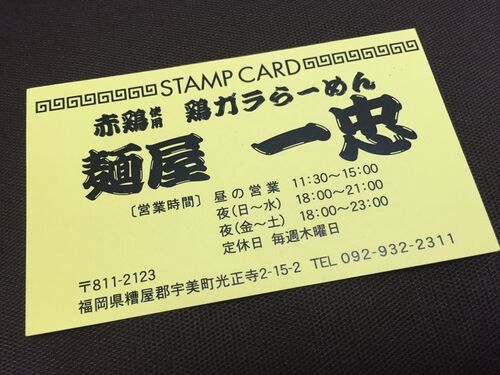 STAMP CARD
赤鶏使用 鶏ガラらーめん
麺屋 一忠
〔営業時間〕 昼の営業 11:30～15:00
夜(日～水) 18:00～21:00
夜(金～土) 18:00～23:00
定休日 毎週木曜日
〒811-2123
福岡県糟屋郡宇美町光正寺2-15-2 TEL 092-932-2311